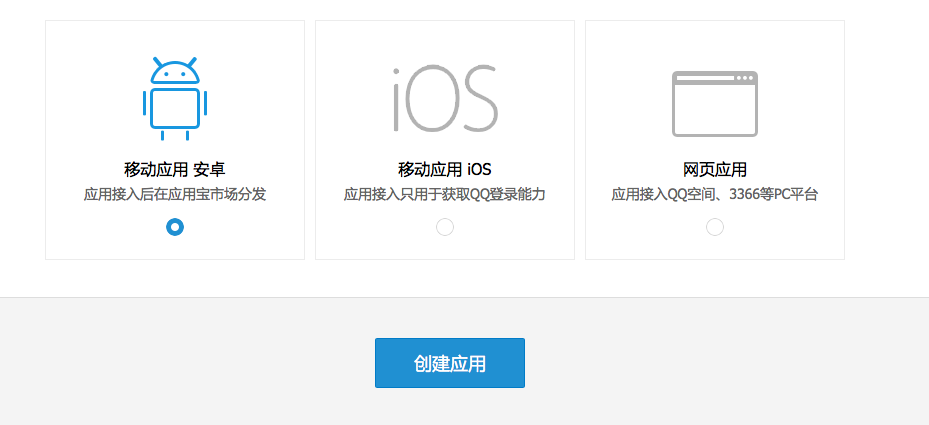 iOS
移动应用 安卓
应用接入后在应用宝市场分发
移动应用 iOS
应用接入只用于获取QQ登录能力
网页应用
应用接入QQ空间、3366等PC平台
创建应用